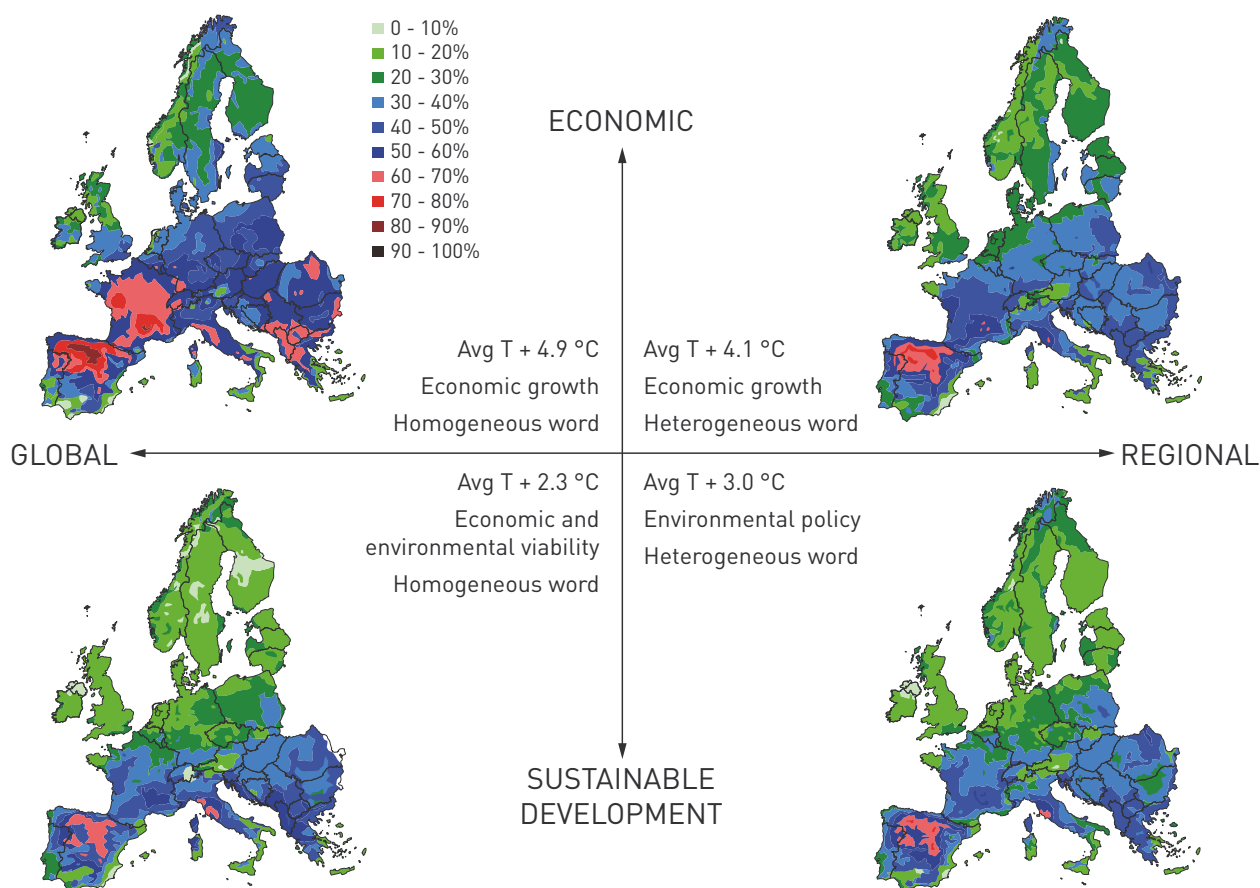 0 - 10%
10 - 20%
20 - 30%
30 - 40%
40 - 50%
50 - 60%
60 - 70%
70 - 80%
80 - 90%
90 - 100%
ECONOMIC
Avg T + 4.9 °C
Economic growth
Homogeneous word
Avg T + 4.1 °C
Economic growth
Heterogeneous word
GLOBAL
REGIONAL
Avg T + 2.3 °C
Economic and
environmental viability
Homogeneous word
Avg T + 3.0 °C
Environmental policy
Heterogeneous word
SUSTAINABLE
DEVELOPMENT